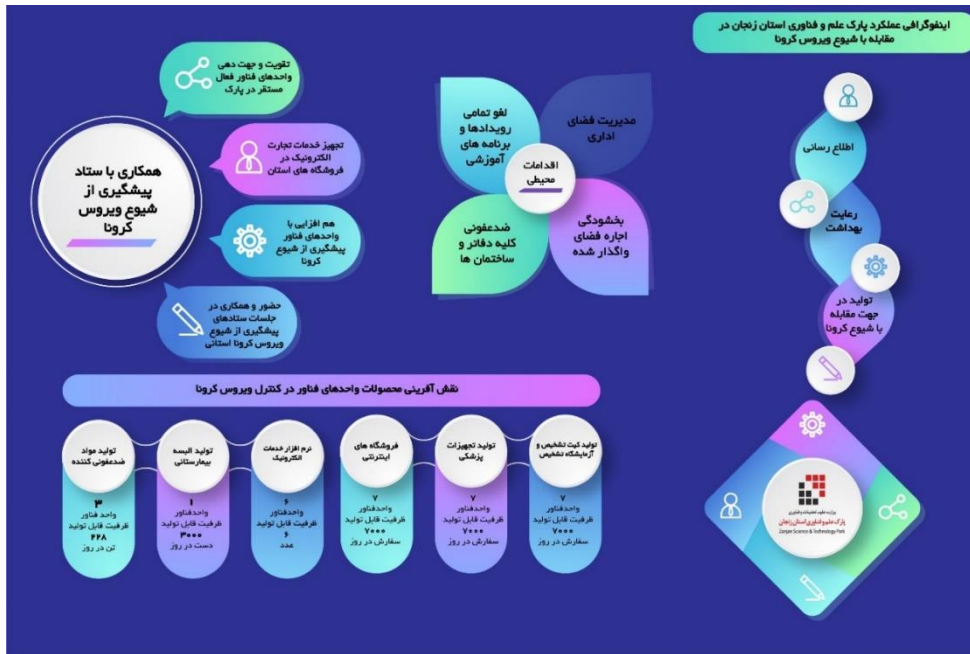 اینفوگرافی عملکرد پارک علم و فناوری استان زنجان در
مقابله با شیوع ویروس کرونا
اطلاع رسانی
رعایت
بهداشت
تولید در
جهت مقابله
با شیوع کرونا
وزارت علوم، تحقیقات و فناوری
پارک علم و فناوری استان زنجان
Zanjan Science & Technology Park
مدیریت فضای
اداری
لغو تمامی
رویدادها و
برنامه های
آموزشی
اقدامات
محیطی
بخشودگی
اجاره فضای
واگذار شده
ضدعفونی
کلیه دفاتر و
ساختمان ها
همکاری با ستاد
پیشگیری از
شیوع ویروس
کرونا
تقویت و جهت دهی
واحدهای فناور فعال
مستقر در پارک
تجهیز خدمات تجارت
الکترونیک در
فروشگاه های استان
هم افزایی با
واحدهای فناور
پیشگیری از شیوع
کرونا
حضور و همکاری در
جلسات ستادهای
پیشگیری از شیوع
ویروس کرونا استانی
نقش آفرینی محصولات واحدهای فناور در کنترل ویروس کرونا
تولید کیت تشخیص و
آزمایشگاه تشخیص
۷
واحدفناور
ظرفیت قابل تولید
۷۰۰۰
سفارش در روز
تولید تجهیزات
پزشکی
۷
واحدفناور
ظرفیت قابل تولید
۷۰۰۰
سفارش در روز
فروشگاه های
اینترنتی
۷
واحدفناور
ظرفیت قابل تولید
۷۰۰۰
سفارش در روز
نرم افزار خدمات
الکترونیک
۶
واحدفناور
ظرفیت قابل تولید
۶
عدد
تولید البسه
بیمارستانی
۱
واحدفناور
ظرفیت قابل تولید
۳۰۰۰
دست در روز
تولید مواد
ضدعفونی کننده
۳
واحد فناور
ظرفیت قابل تولید
۲۲۸
تن در روز